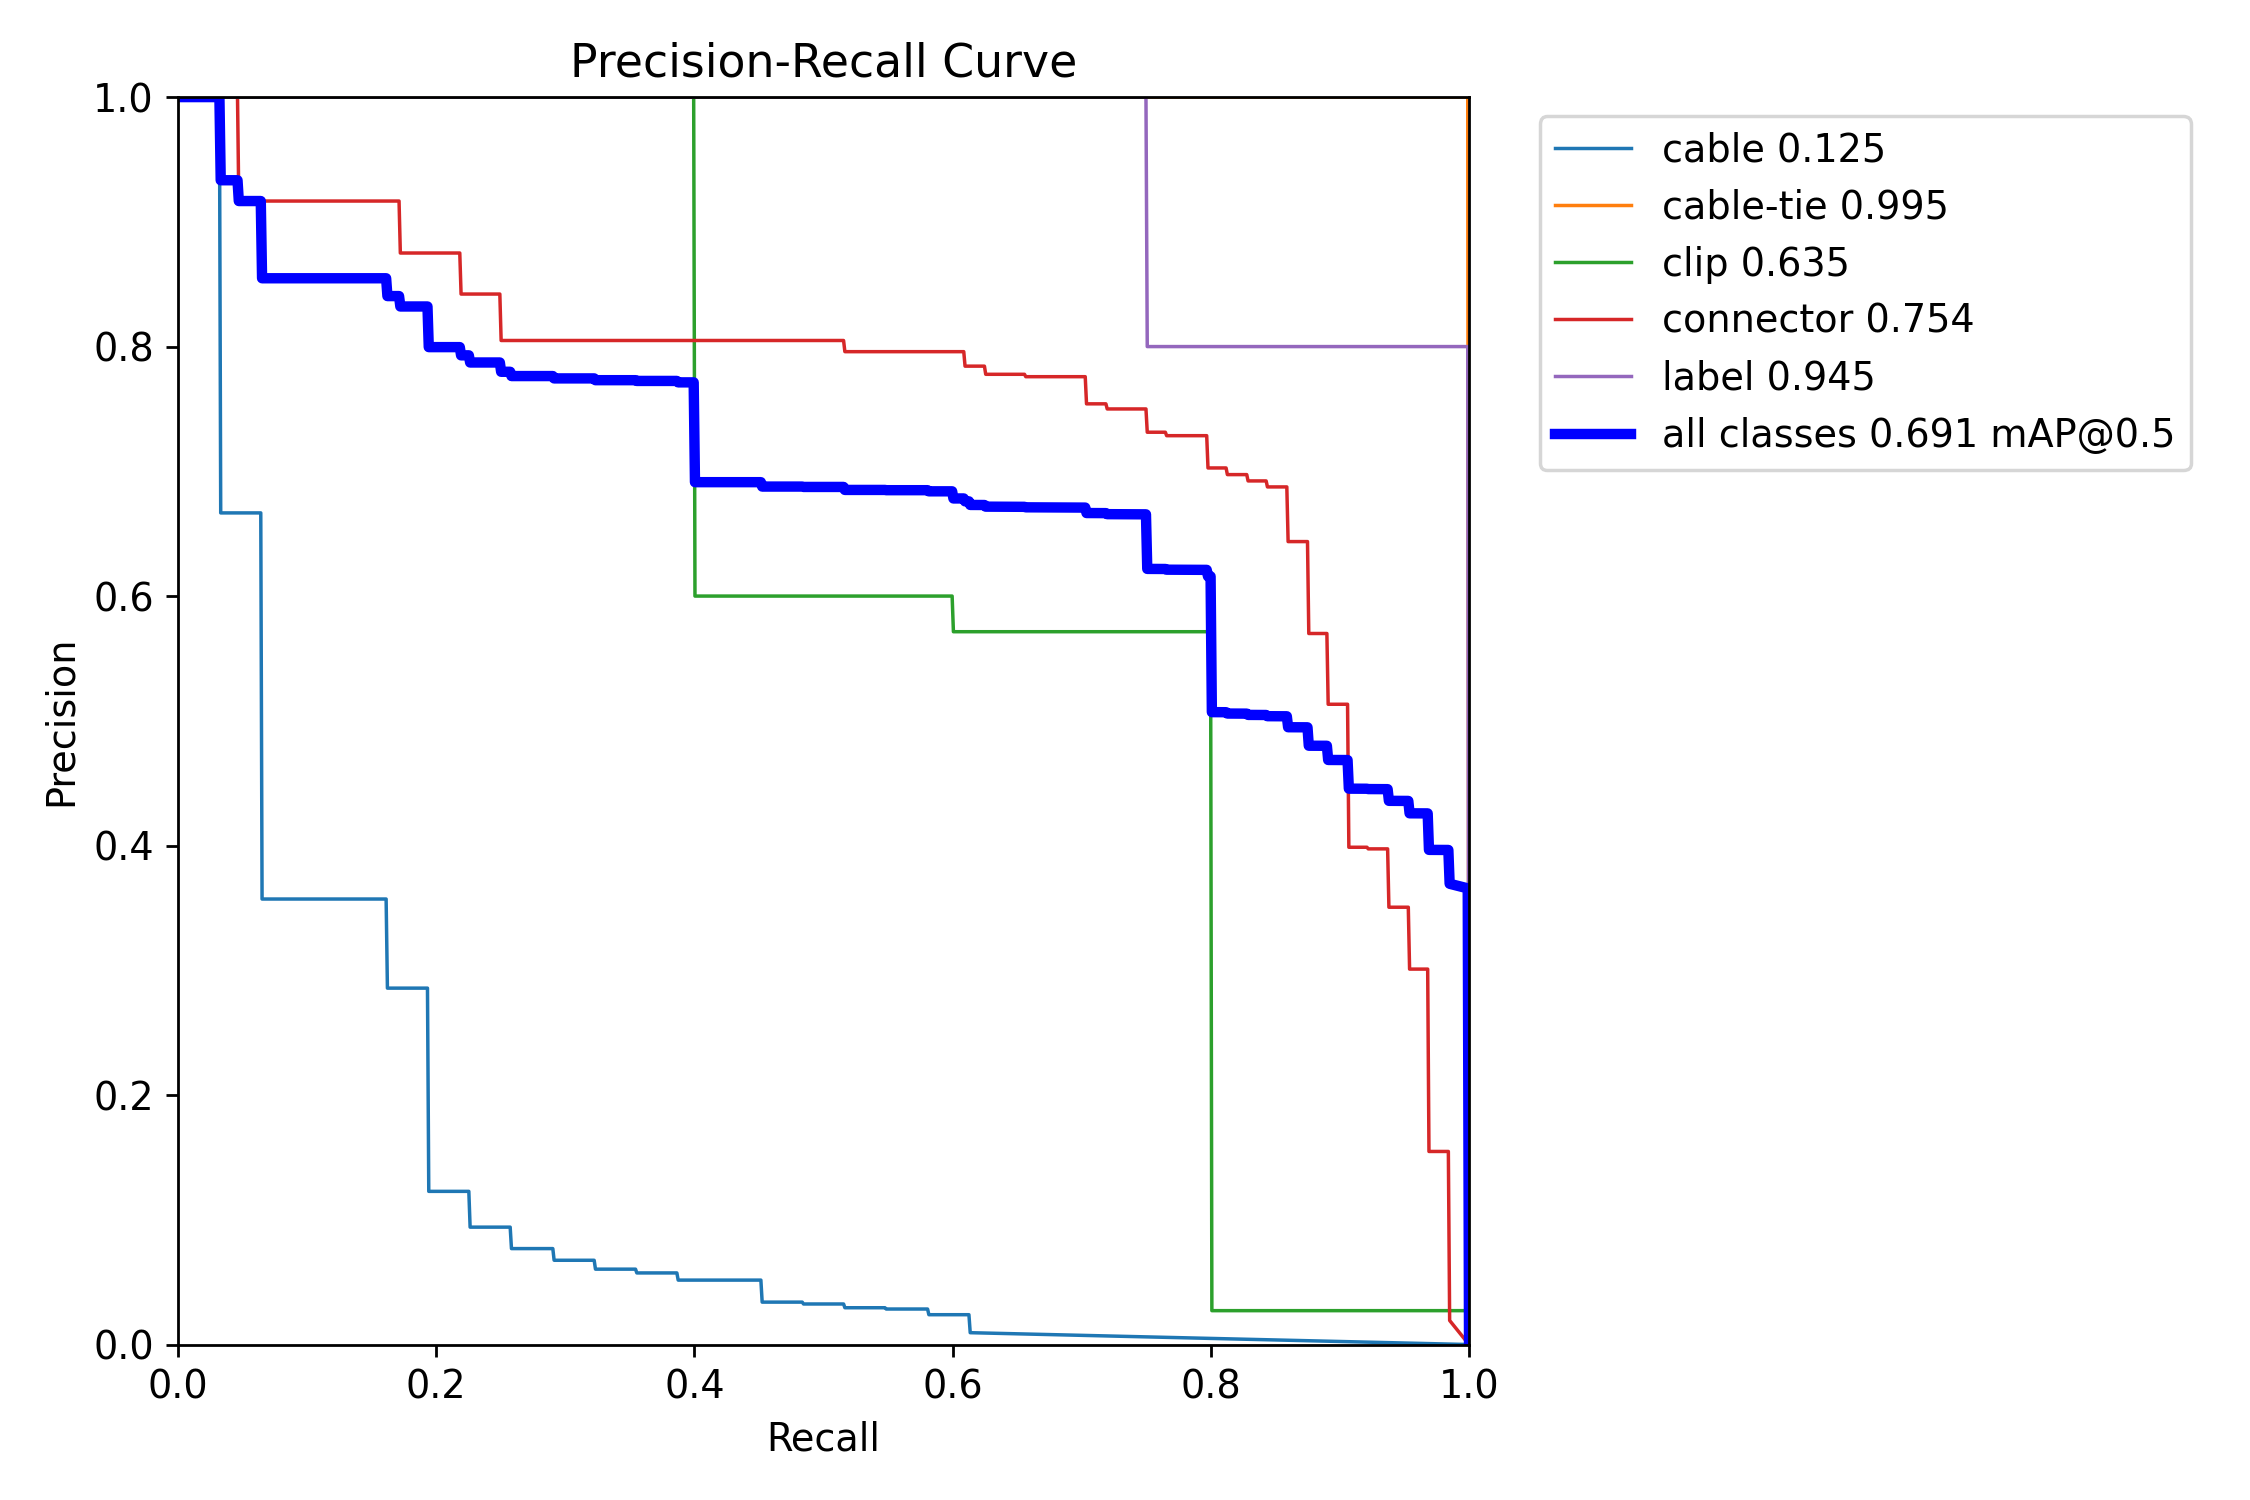 Precision-Recall Curve
1.0
0.8
0.6
0.4
0.2
0.0
Precision
0.0 0.2 0.4 0.6 0.8 1.0
Recall
cable 0.125
cable-tie 0.995
clip 0.635
connector 0.754
label 0.945
all classes 0.691 mAP@0.5